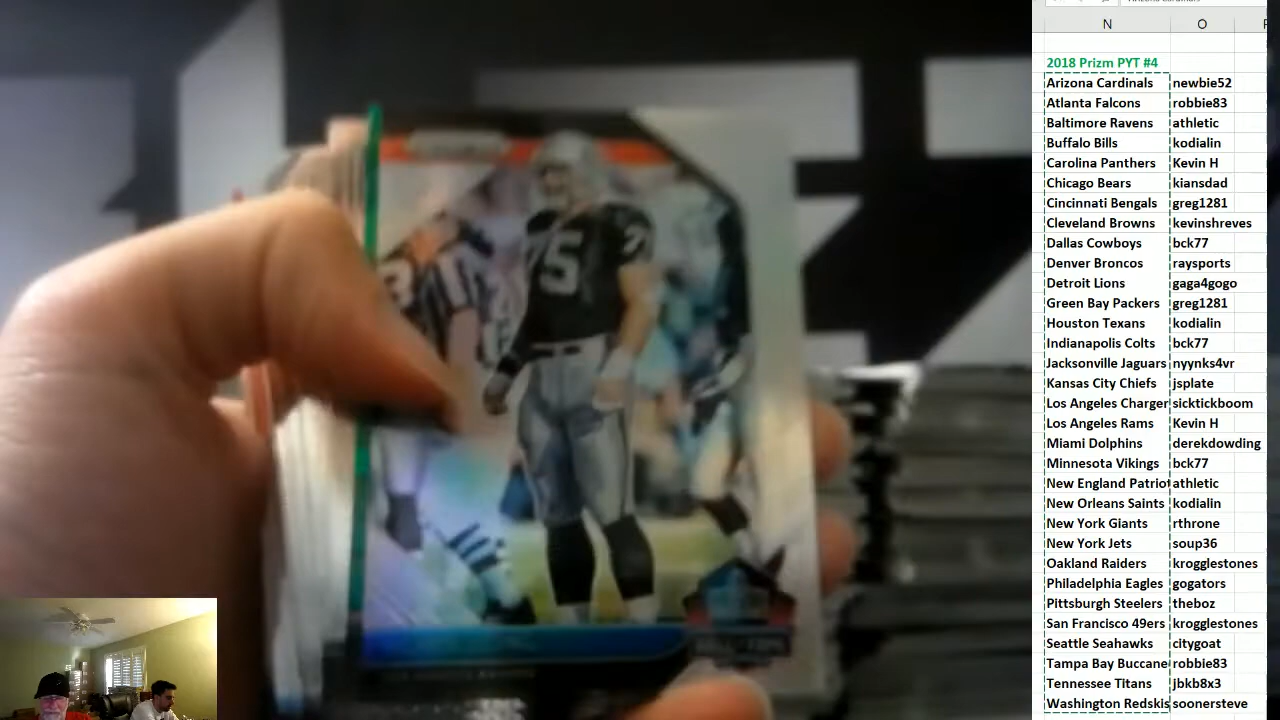 N O
2018 Prizm PYT #4
Arizona Cardinals newbie52
Atlanta Falcons robbie83
Baltimore Ravens athletic
Buffalo Bills kodialin
Carolina Panthers Kevin H
Chicago Bears kiansdad
Cincinnati Bengals greg1281
Cleveland Browns kevinshreves
Dallas Cowboys bck77
Denver Broncos raysports
Detroit Lions gaga4gogo
Green Bay Packers greg1281
Houston Texans kodialin
Indianapolis Colts bck77
Jacksonville Jaguars nyynks4vr
Kansas City Chiefs jsplate
Los Angeles Charger sicktickboom
Los Angeles Rams Kevin H
Miami Dolphins derekdowding
Minnesota Vikings bck77
New England Patriot athletic
New Orleans Saints kodialin
New York Giants rthrone
New York Jets soup36
Oakland Raiders krogglestones
Philadelphia Eagles gogators
Pittsburgh Steelers theboz
San Francisco 49ers krogglestones
Seattle Seahawks citygoat
Tampa Bay Buccane robbie83
Tennessee Titans jbkb8x3
Washington Redskis soonersteve
75